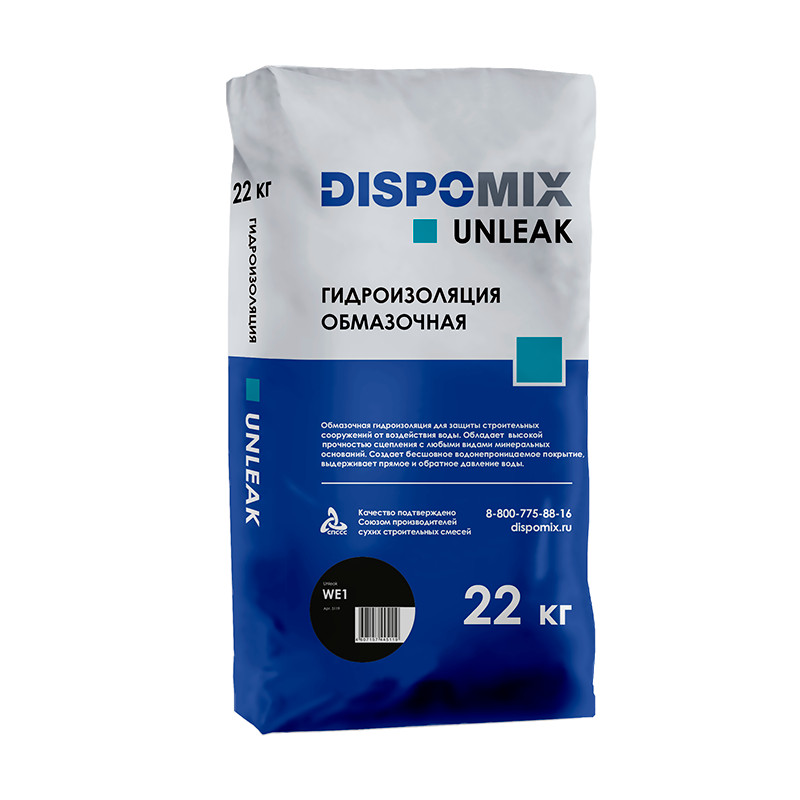 DISPOMIX
UNLEAK
ГИДРОИЗОЛЯЦИЯ
ОБМАЗОЧНАЯ
Обмазочная гидроизоляция для защиты строительных
сооружений от воздействия воды. Обладает высокой
прочностью сцепления с любыми видами минеральных
оснований. Создает бесшовное водонепроницаемое покрытие,
выдерживает прямое и обратное давление воды.
СПССС
Качество подтверждено
Союзом производителей
сухих строительных смесей
8-800-775-88-16
dispomix.ru
Unleak
WE1
22 кг
22 кг
ГИДРОИЗОЛЯЦИЯ
UNLEAK